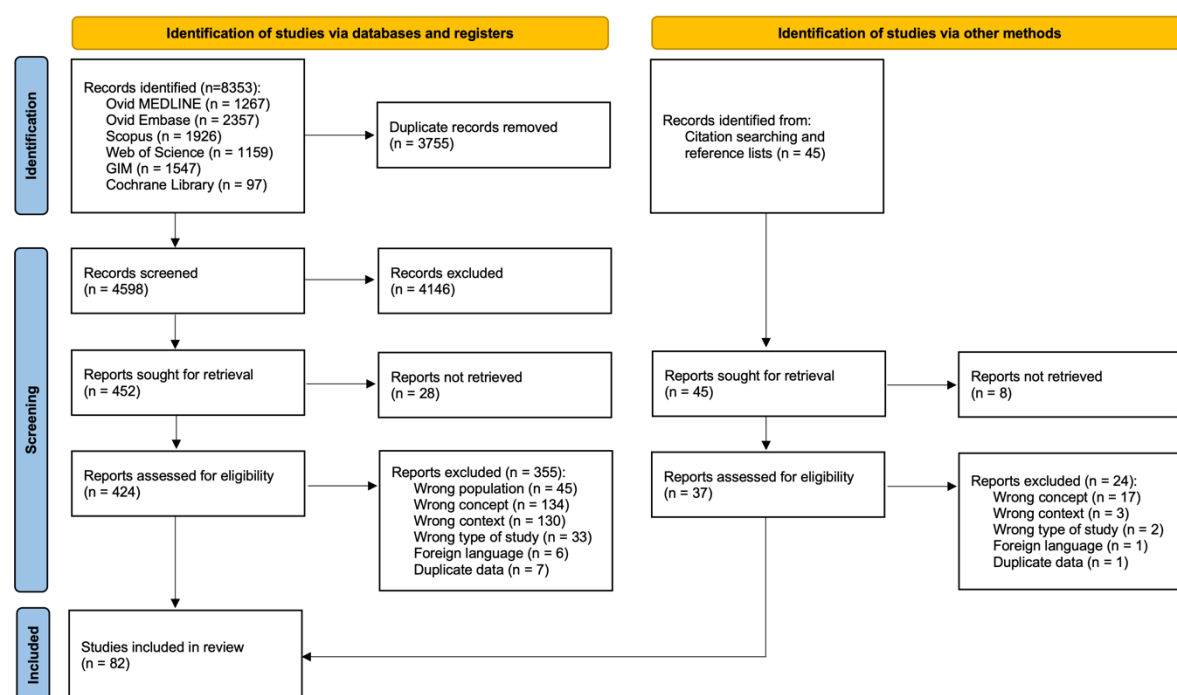 Identification of studies via databases and registers
Identification of studies via other methods
Identification
Records identified (n=8353):
Ovid MEDLINE (n = 1267)
Ovid Embase (n = 2357)
Scopus (n = 1926)
Web of Science (n = 1159)
GIM (n = 1547)
Cochrane Library (n = 97)
Duplicate records removed
(n = 3755)
Records identified from:
Citation searching and
reference lists (n = 45)
Screening
Records screened
(n = 4598)
Records excluded
(n = 4146)
Reports sought for retrieval
(n = 452)
Reports not retrieved
(n = 28)
Reports sought for retrieval
(n = 45)
Reports not retrieved
(n = 8)
Reports assessed for eligibility
(n = 424)
Reports excluded (n = 355):
Wrong population (n = 45)
Wrong concept (n = 134)
Wrong context (n = 130)
Wrong type of study (n = 33)
Foreign language (n = 6)
Duplicate data (n = 7)
Reports assessed for eligibility
(n = 37)
Reports excluded (n = 24):
Wrong concept (n = 17)
Wrong context (n = 3)
Wrong type of study (n = 2)
Foreign language (n = 1)
Duplicate data (n = 1)
Included
Studies included in review
(n = 82)